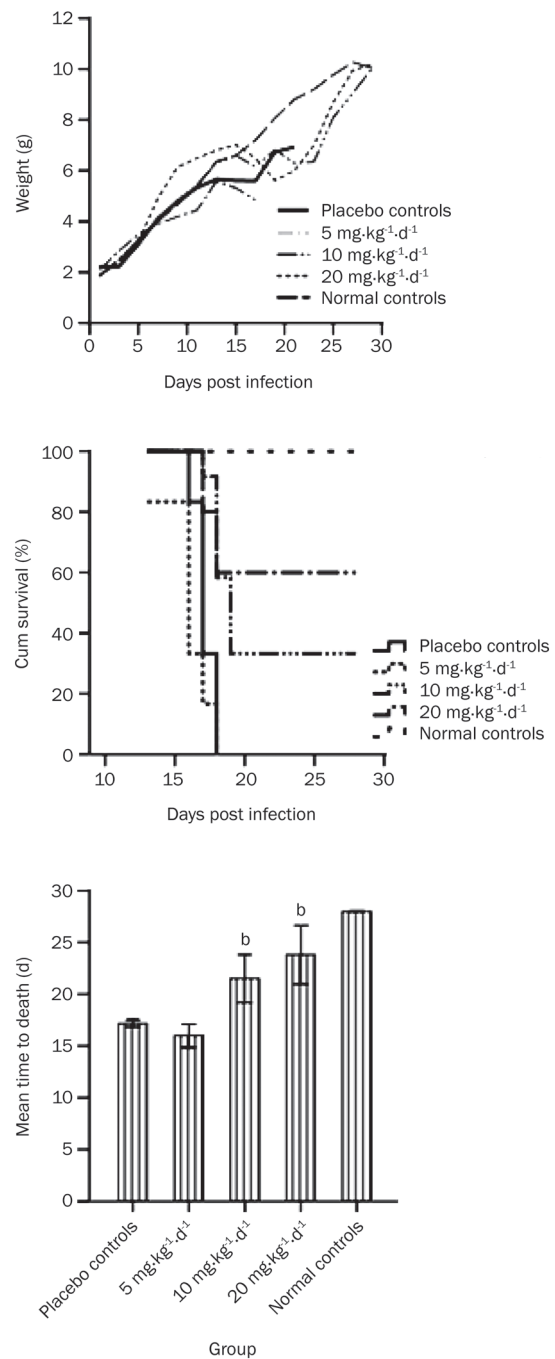 12
10
8
6
4
2
0
Weight (g)
Placebo controls
5 mg·kg⁻¹·d⁻¹
10 mg·kg⁻¹·d⁻¹
20 mg·kg⁻¹·d⁻¹
Normal controls
0 5 10 15 20 25 30
Days post infection
100
80
60
40
20
0
Cum survival (%)
Placebo controls
5 mg·kg⁻¹·d⁻¹
10 mg·kg⁻¹·d⁻¹
20 mg·kg⁻¹·d⁻¹
Normal controls
10 15 20 25 30
Days post infection
30
25
20
15
10
5
0
Mean time to death (d)
b b
Placebo controls
5 mg·kg⁻¹·d⁻¹
10 mg·kg⁻¹·d⁻¹
20 mg·kg⁻¹·d⁻¹
Normal controls
Group